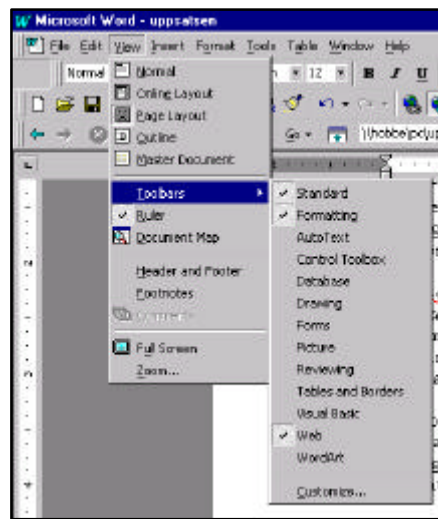 Microsoft Word - uppsatsen
File Edit View Insert Format Tools Table Window Help
Normal 12 B I U
Normal
Online Layout
Page Layout
Outline
Master Document
Go
Toolbars
Ruler
Document Map
Header and Footer
Footnotes
Comments
Full Screen
Zoom...
Standard
Formatting
AutoText
Control Toolbox
Database
Drawing
Forms
Picture
Reviewing
Tables and Borders
Visual Basic
Web
WordArt
Customize...